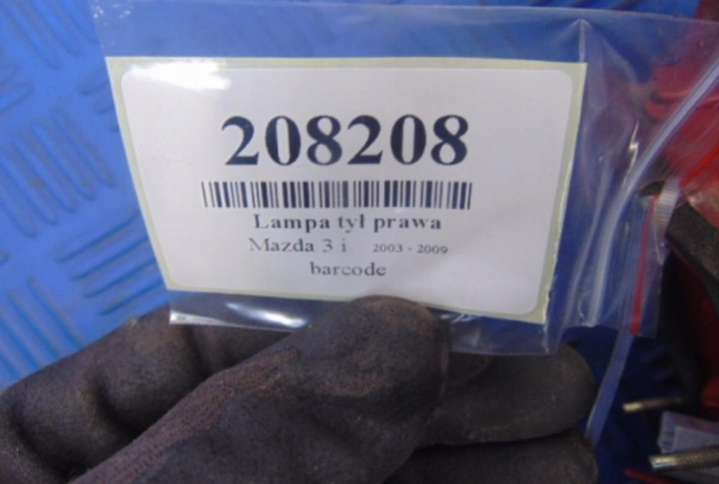 208208
Lampa tył prawa
Mazda 3 i 2003 - 2009
barcode